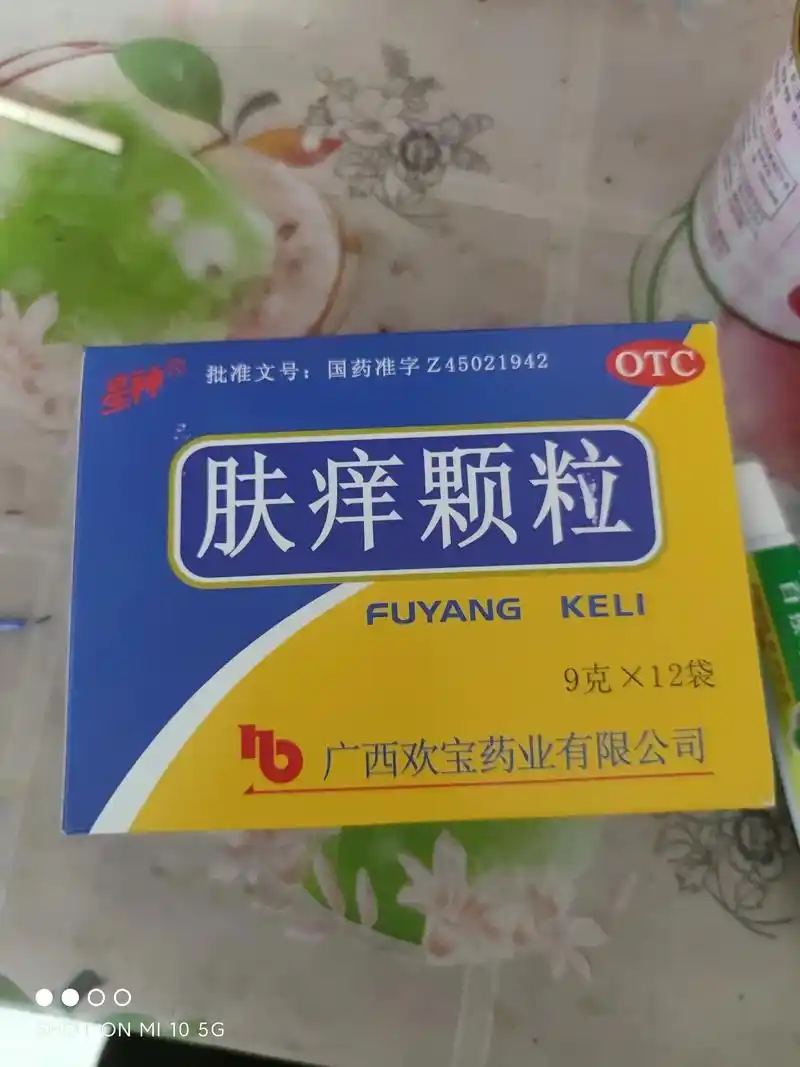 星神®
批准文号：国药准字Z45021942
OTC
肤痒颗粒
FUYANG KELI
9克×12袋
广西欢宝药业有限公司
SHOT ON MI 10 5G